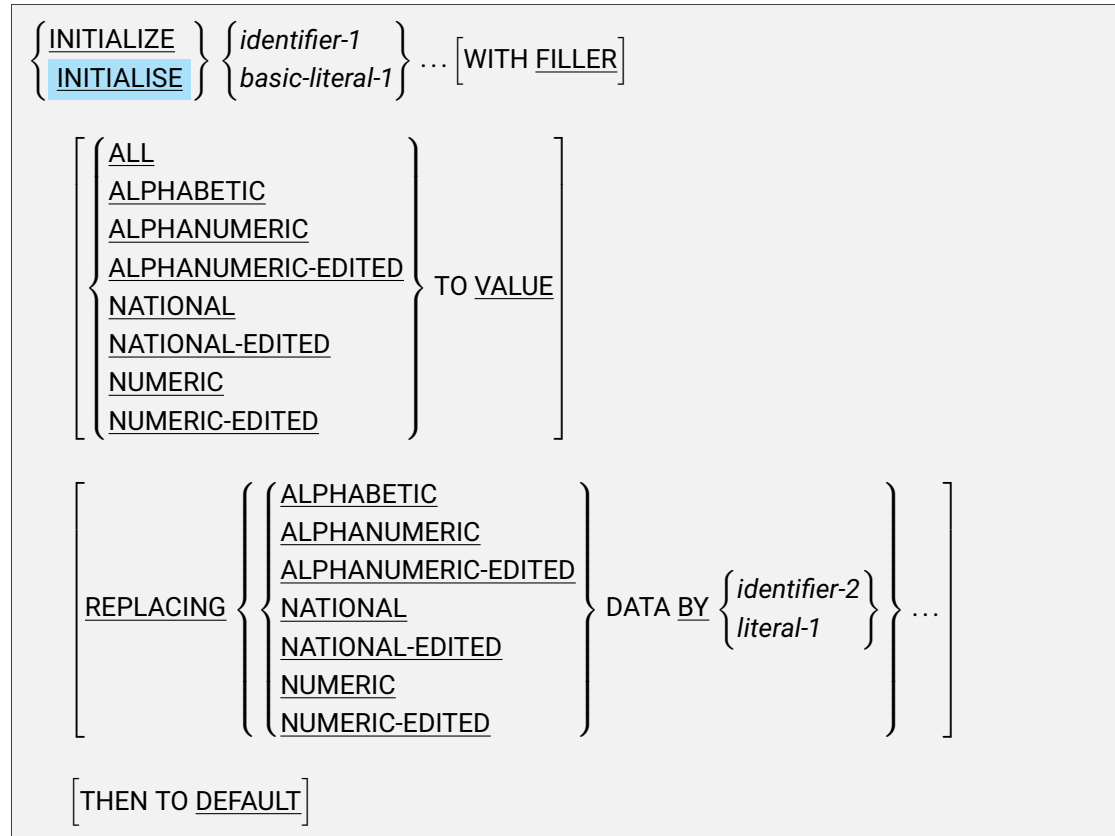 INITIALIZE identifier-1
INITIALISE basic-literal-1 ... [WITH FILLER]
ALL
ALPHABETIC
ALPHANUMERIC
ALPHANUMERIC-EDITED
TO VALUE
NATIONAL
NATIONAL-EDITED
NUMERIC
NUMERIC-EDITED
ALPHABETIC
ALPHANUMERIC
ALPHANUMERIC-EDITED
REPLACING NATIONAL DATA BY identifier-2 ...
literal-1
NATIONAL-EDITED
NUMERIC
NUMERIC-EDITED
[THEN TO DEFAULT]